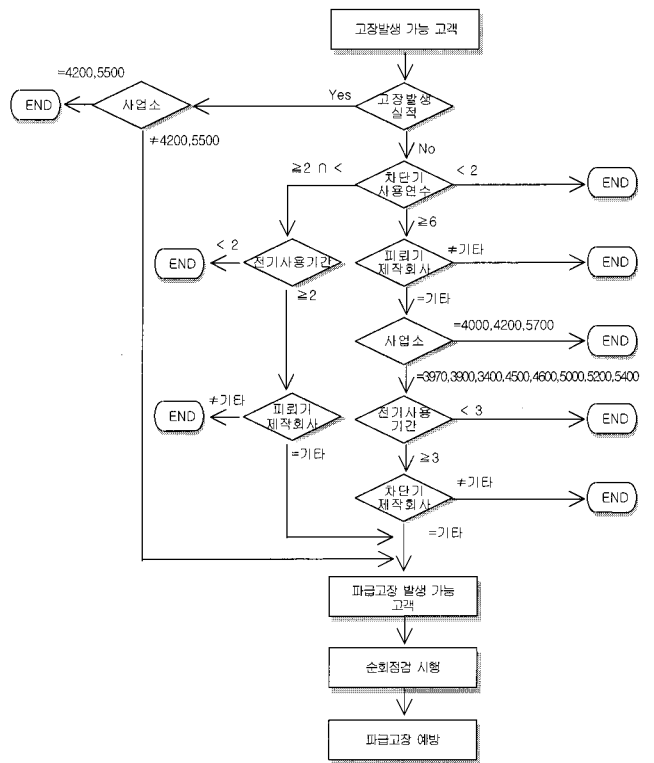 고장발생 가능 고객
=4200,5500
END
사업소
Yes
고장발생
실적
≠4200,5500
No
≧2 ∩ <
차단기
사용연수
< 2
END
≧6
END
< 2
전기사용기간
피뢰기
제작회사
≠기타
END
≧2
=기타
사업소
=4000,4200,5700
END
=3970,3900,3400,4500,4600,5000,5200,5400
END
≠기타
피뢰기
제작회사
전기사용
기간
< 3
END
=기타
≧3
차단기
제작회사
≠기타
END
=기타
파급고장 발생 가능
고객
순회점검 시행
파급고장 예방